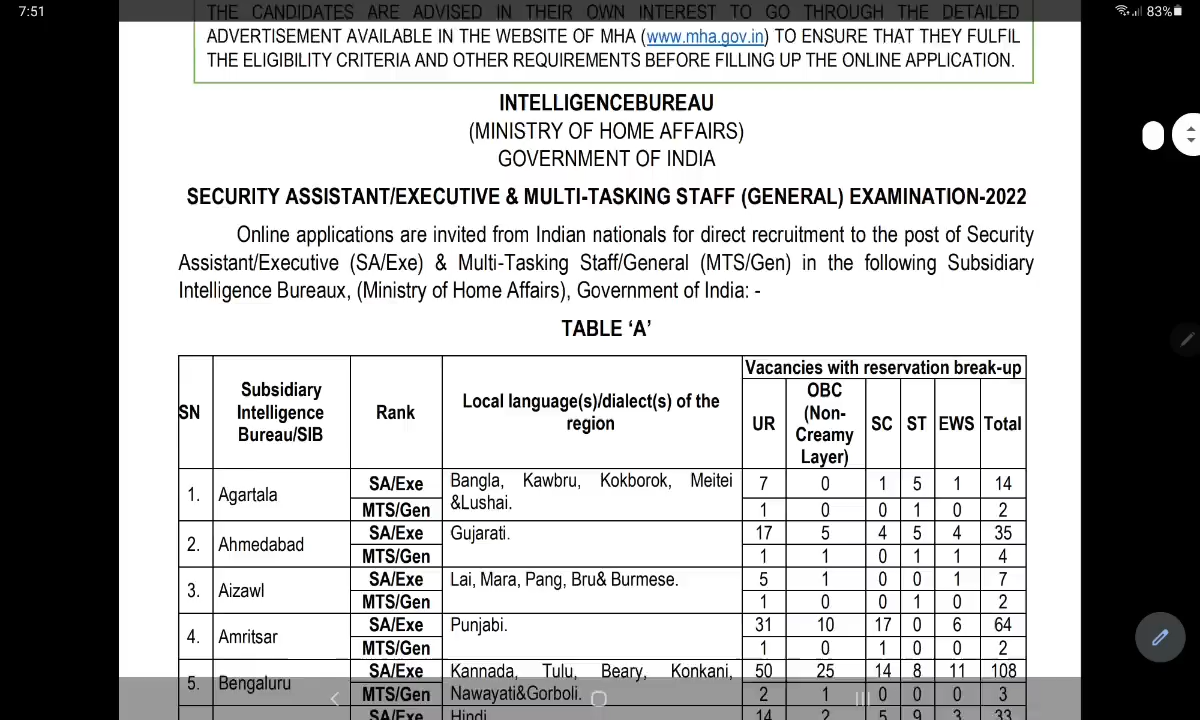 7:51
83%
THE CANDIDATES ARE ADVISED IN THEIR OWN INTEREST TO GO THROUGH THE DETAILED
ADVERTISEMENT AVAILABLE IN THE WEBSITE OF MHA (www.mha.gov.in) TO ENSURE THAT THEY FULFIL
THE ELIGIBILITY CRITERIA AND OTHER REQUIREMENTS BEFORE FILLING UP THE ONLINE APPLICATION.
INTELLIGENCEBUREAU
(MINISTRY OF HOME AFFAIRS)
GOVERNMENT OF INDIA
SECURITY ASSISTANT/EXECUTIVE & MULTI-TASKING STAFF (GENERAL) EXAMINATION-2022
Online applications are invited from Indian nationals for direct recruitment to the post of Security
Assistant/Executive (SA/Exe) & Multi-Tasking Staff/General (MTS/Gen) in the following Subsidiary
Intelligence Bureaux, (Ministry of Home Affairs), Government of India: -
TABLE ‘A’
SN Subsidiary Intelligence Bureau/SIB Rank Local language(s)/dialect(s) of the region Vacancies with reservation break-up
UR OBC (Non-Creamy Layer) SC ST EWS Total
1. Agartala SA/Exe Bangla, Kawbru, Kokborok, Meitei 7 0 1 5 1 14
MTS/Gen &Lushai. 1 0 0 1 0 2
2. Ahmedabad SA/Exe Gujarati. 17 5 4 5 4 35
MTS/Gen 1 1 0 1 1 4
3. Aizawl SA/Exe Lai, Mara, Pang, Bru& Burmese. 5 1 0 0 1 7
MTS/Gen 1 0 0 1 0 2
4. Amritsar SA/Exe Punjabi. 31 10 17 0 6 64
MTS/Gen 1 0 1 0 0 2
5. Bengaluru SA/Exe Kannada, Tulu, Beary, Konkani, 50 25 14 8 11 108
MTS/Gen Nawayati&Gorboli. 2 1 0 0 0 3
SA/Exe Hindi 14 2 5 9 3 33